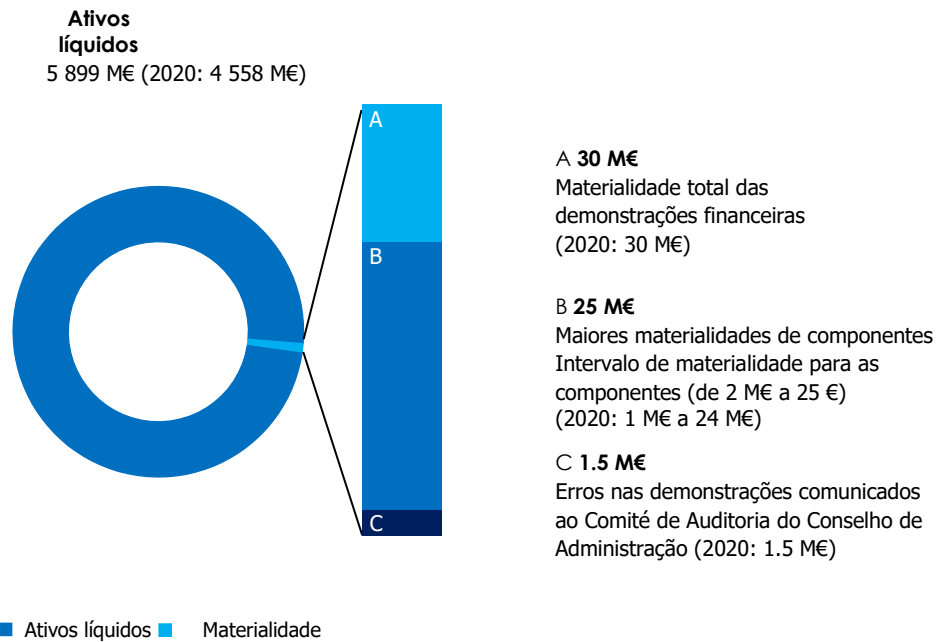 Ativos
líquidos
5 899 M€ (2020: 4 558 M€)
A
B
C
A 30 M€
Materialidade total das
demonstrações financeiras
(2020: 30 M€)
B 25 M€
Maiores materialidades de componentes
Intervalo de materialidade para as
componentes (de 2 M€ a 25 €)
(2020: 1 M€ a 24 M€)
C 1.5 M€
Erros nas demonstrações comunicados
ao Comité de Auditoria do Conselho de
Administração (2020: 1.5 M€)
Ativos líquidos Materialidade